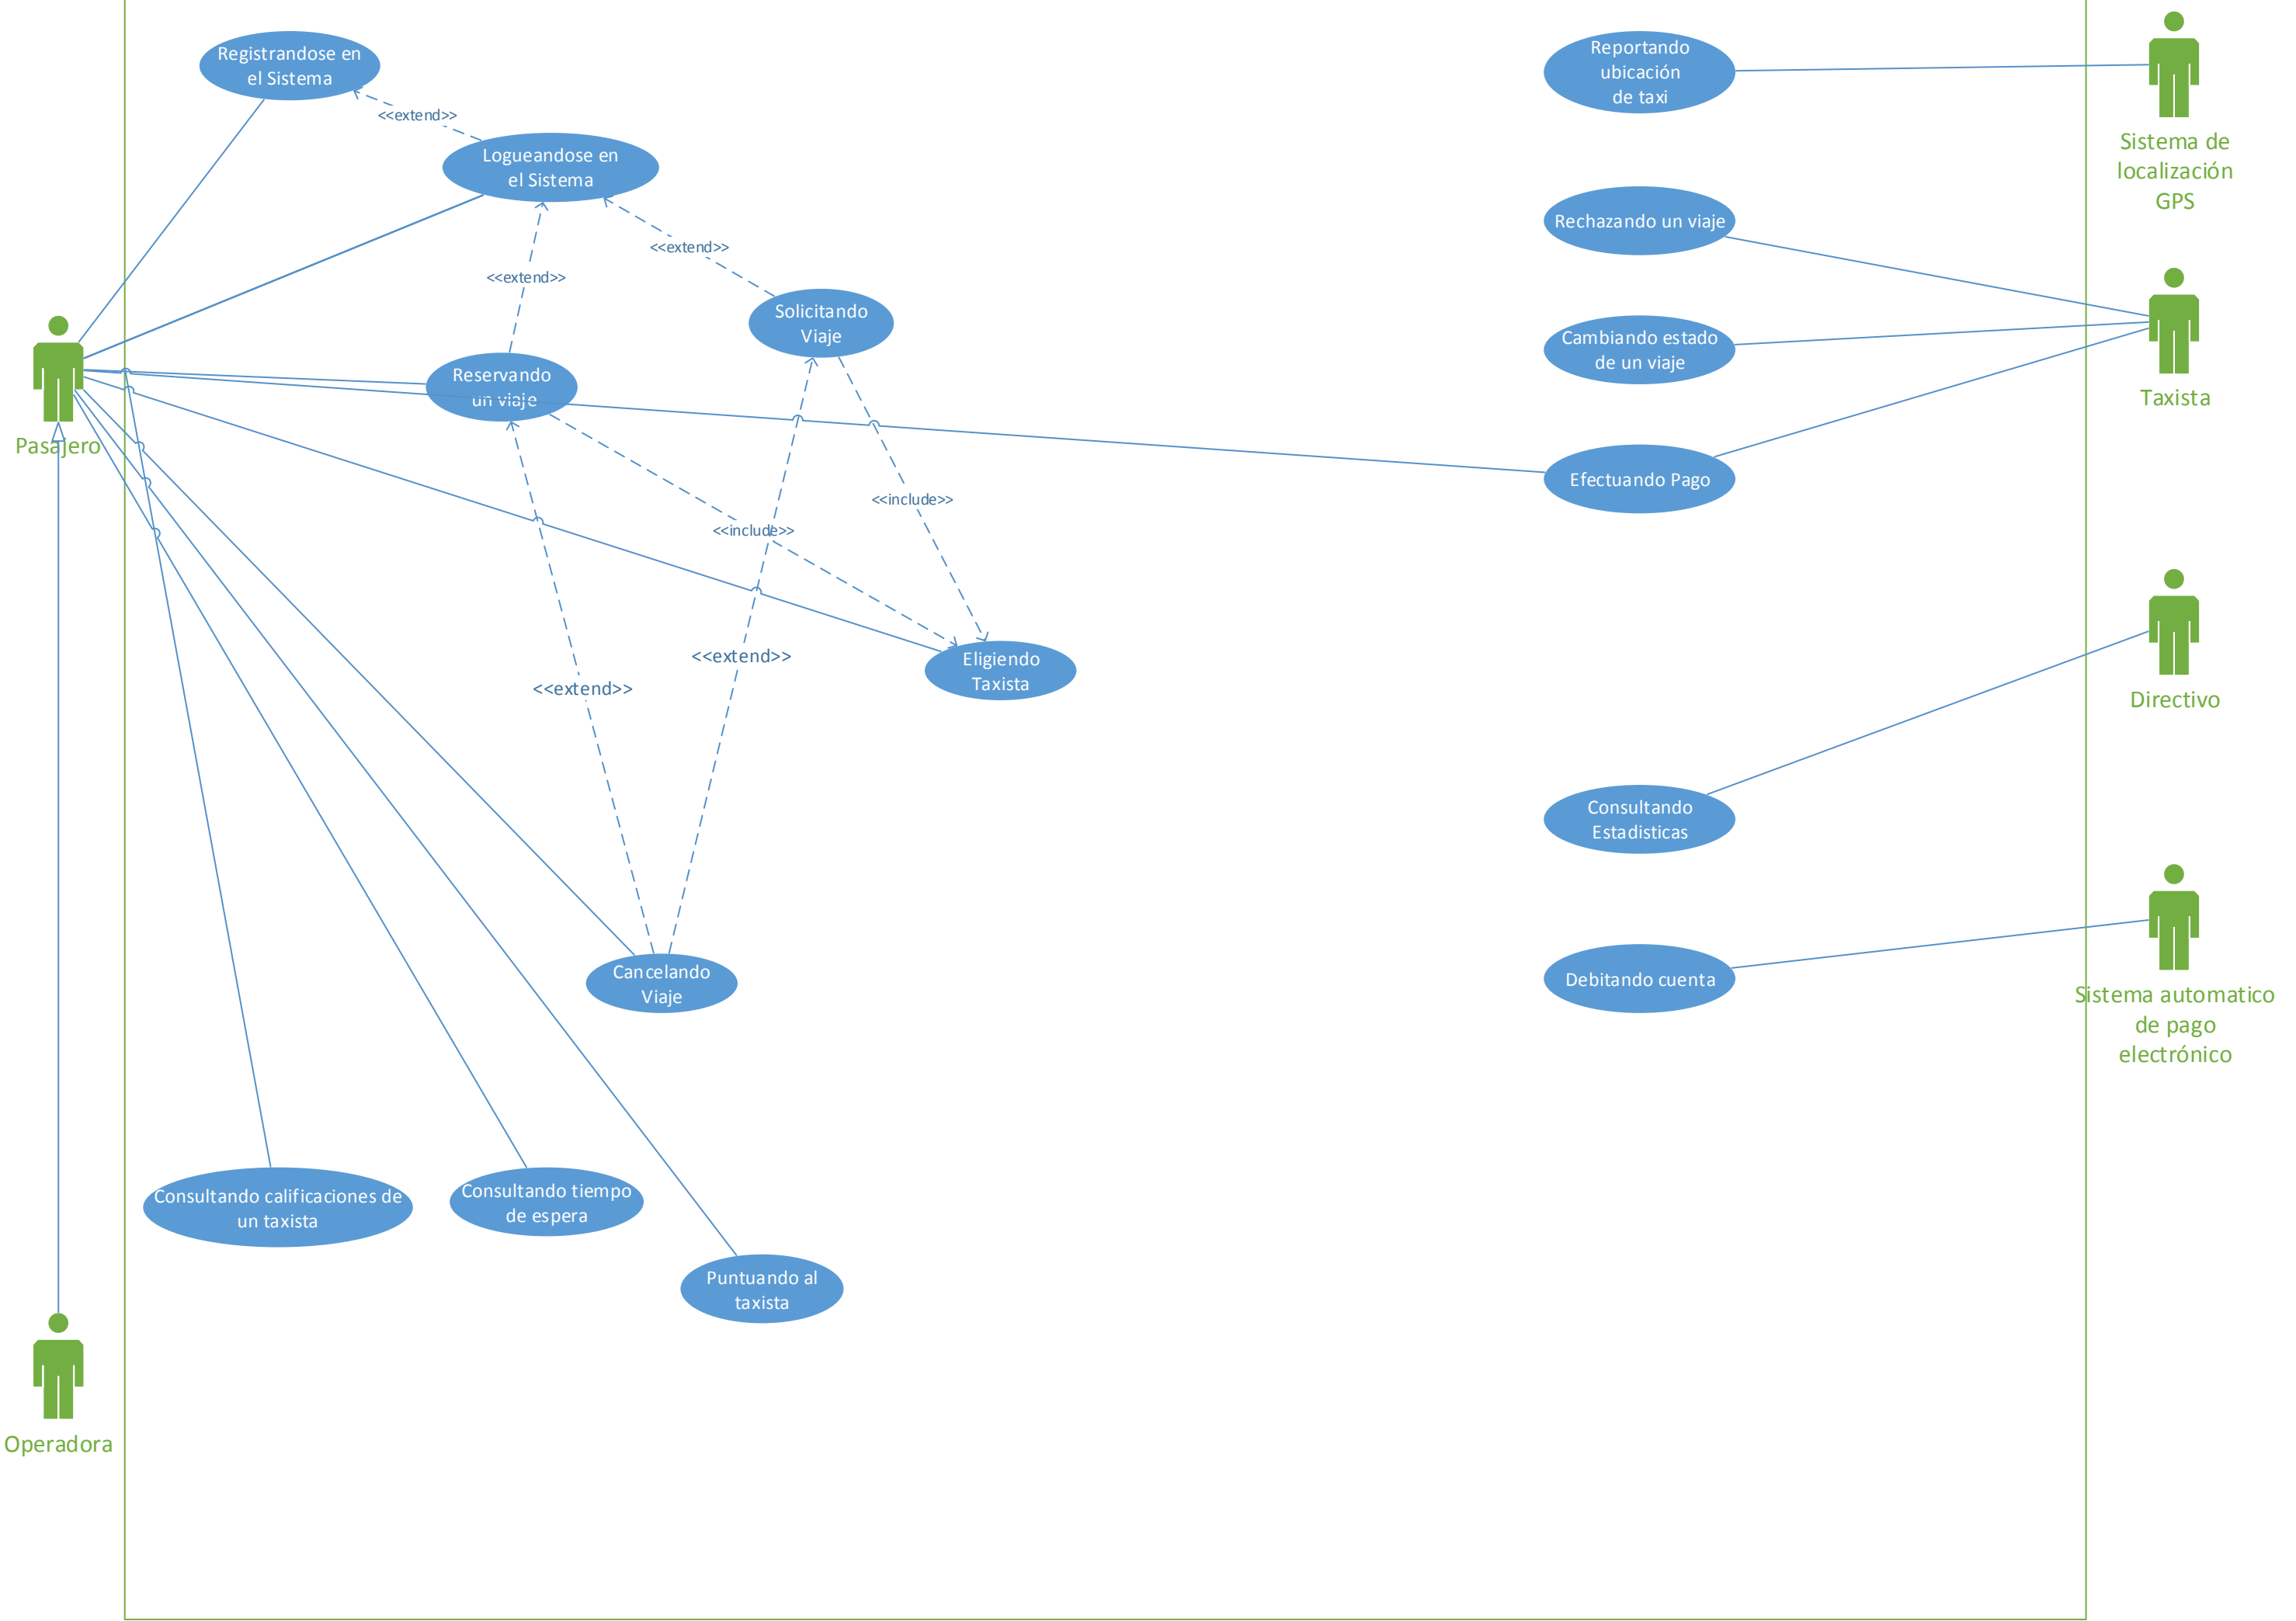 Registrandose en
el Sistema
<<extend>>
Logueandose en
el Sistema
<<extend>>
<<extend>>
Solicitando
Viaje
Reservando
un viaje
Pasajero
<<include>>
<<include>>
<<extend>>
<<extend>>
Eligiendo
Taxista
Cancelando
Viaje
Consultando calificaciones de
un taxista
Consultando tiempo
de espera
Puntuando al
taxista
Operadora
Reportando
ubicación
de taxi
Sistema de
localización
GPS
Rechazando un viaje
Cambiando estado
de un viaje
Taxista
Efectuando Pago
Directivo
Consultando
Estadisticas
Debitando cuenta
Sistema automatico
de pago
electrónico